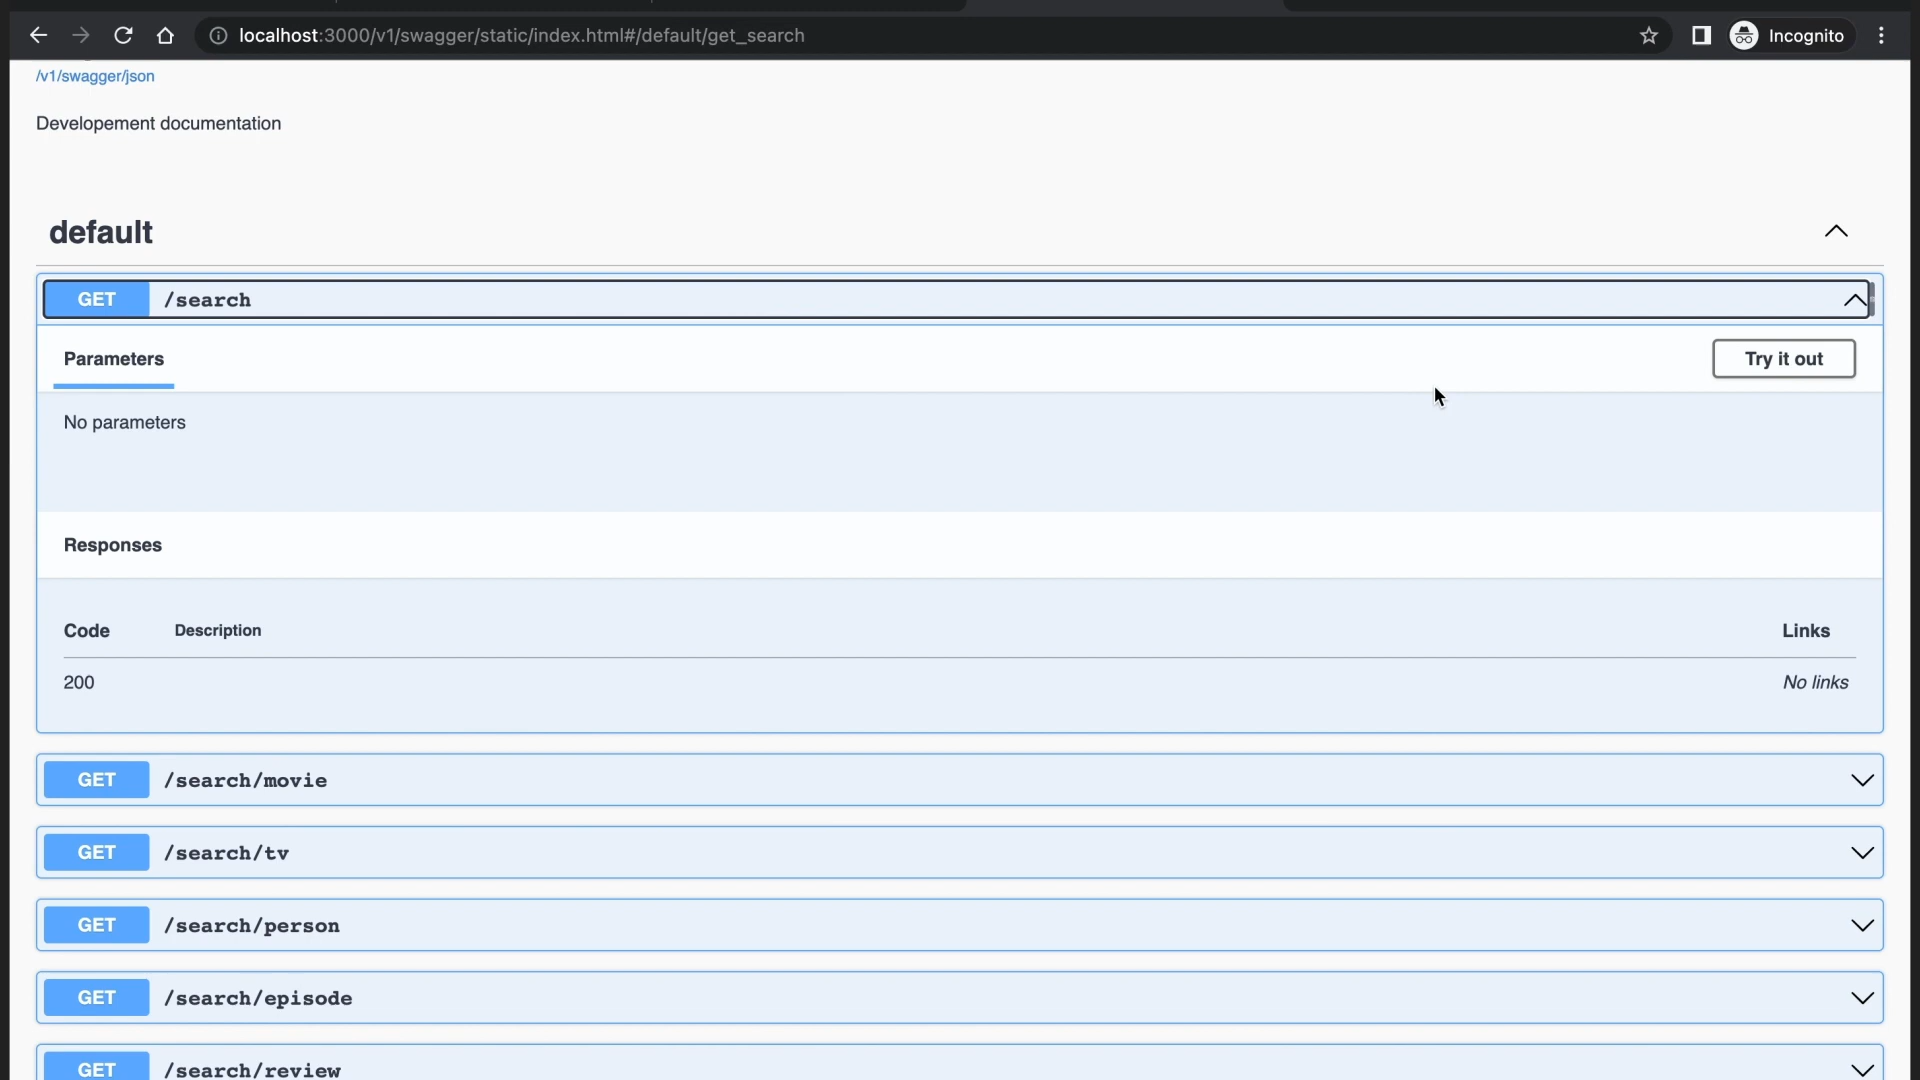 localhost:3000/v1/swagger/static/index.html#/default/get_search
Incognito
/v1/swagger/json
Developement documentation
default
GET /search
Parameters
Try it out
No parameters
Responses
Code Description Links
200 No links
GET /search/movie
GET /search/tv
GET /search/person
GET /search/episode
GET /search/review